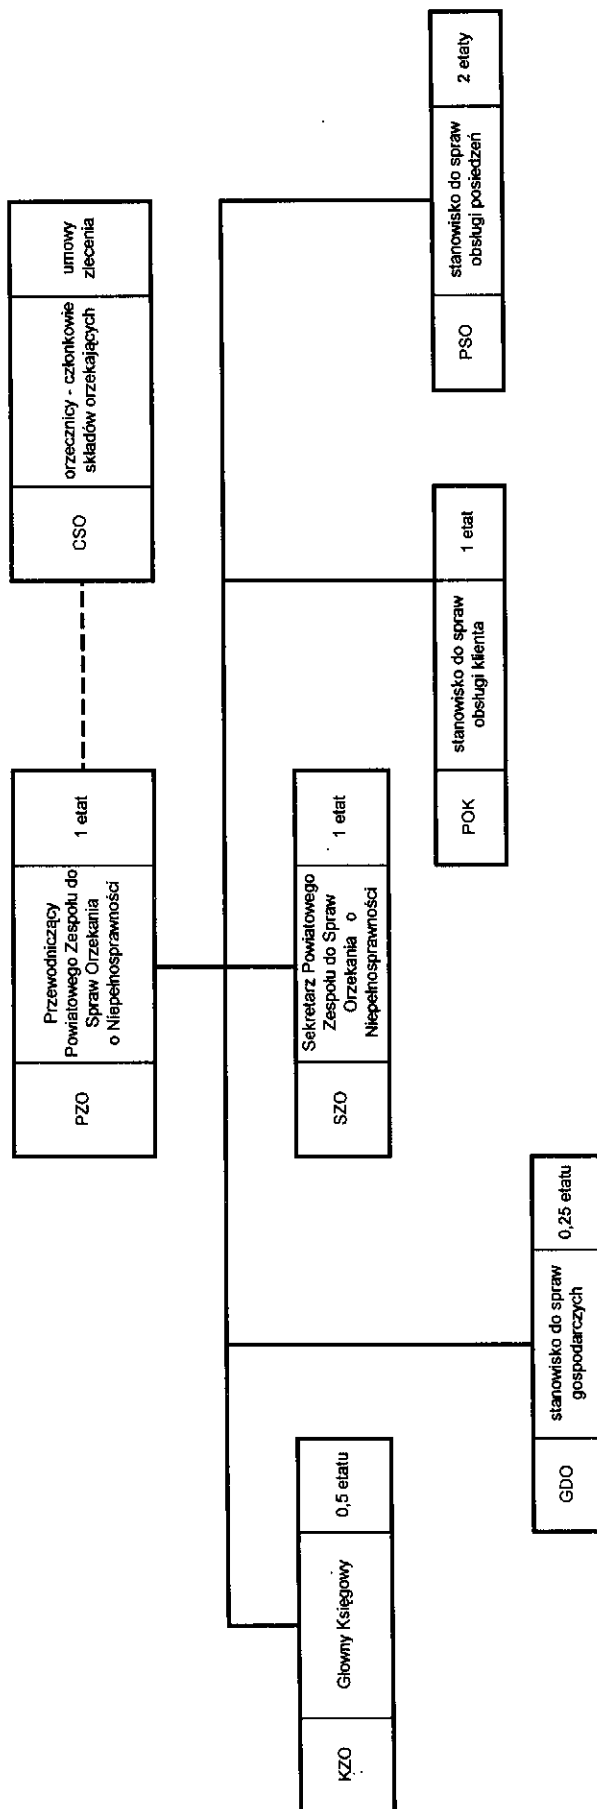 PZO
Przewodniczący
Powiatowego Zespołu do
Spraw Orzekania
o Niepełnosprawności
1 etat
CSO
orzecznicy - członkowie
składów orzekających
umowy
zlecenia
KZO
Głowny Księgowy
0,5 etatu
SZO
Sekretarz Powiatowego
Zespołu do Spraw
Orzekania o
Niepełnosprawności
1 etat
POK
stanowisko do spraw
obsługi klienta
1 etat
PSO
stanowisko do spraw
obsługi posiedzeń
2 etaty
GDO
stanowisko do spraw
gospodarczych
0,25 etatu